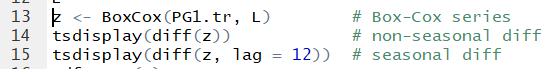 13 z <- BoxCox(PG1.tr, L) # Box-Cox series
14 tsdisplay(diff(z)) # non-seasonal diff
15 tsdisplay(diff(z, lag = 12)) # seasonal diff